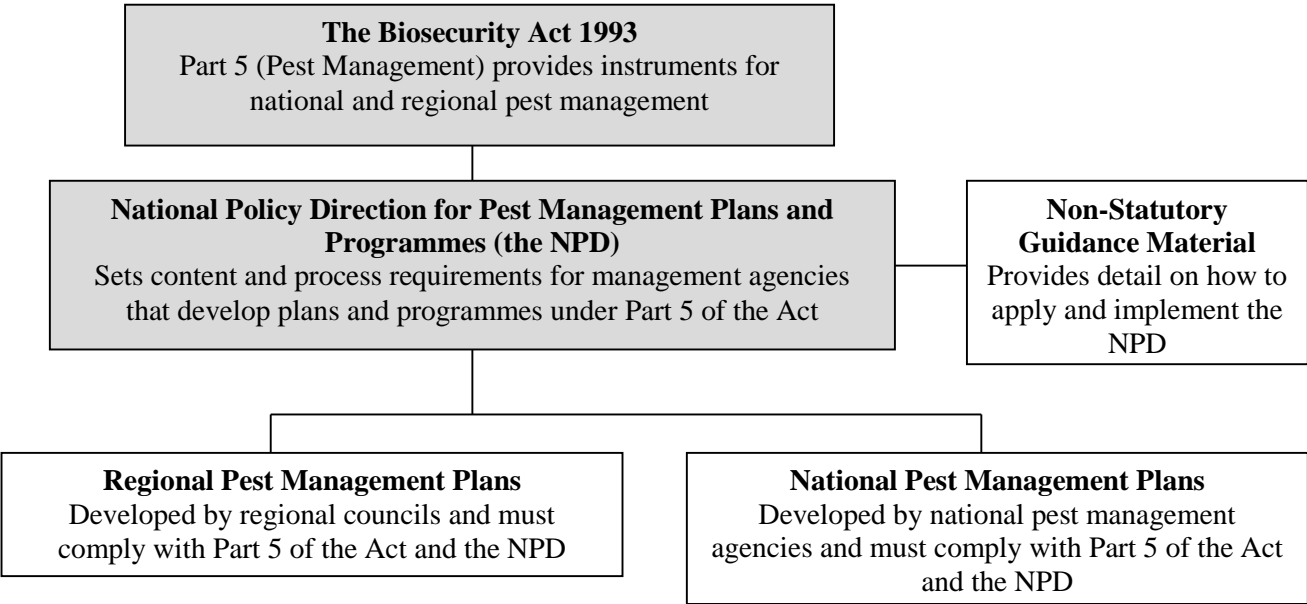 The Biosecurity Act 1993
Part 5 (Pest Management) provides instruments for
national and regional pest management
National Policy Direction for Pest Management Plans and
Programmes (the NPD)
Sets content and process requirements for management agencies
that develop plans and programmes under Part 5 of the Act
Non-Statutory
Guidance Material
Provides detail on how to
apply and implement the
NPD
Regional Pest Management Plans
Developed by regional councils and must
comply with Part 5 of the Act and the NPD
National Pest Management Plans
Developed by national pest management
agencies and must comply with Part 5 of the Act
and the NPD